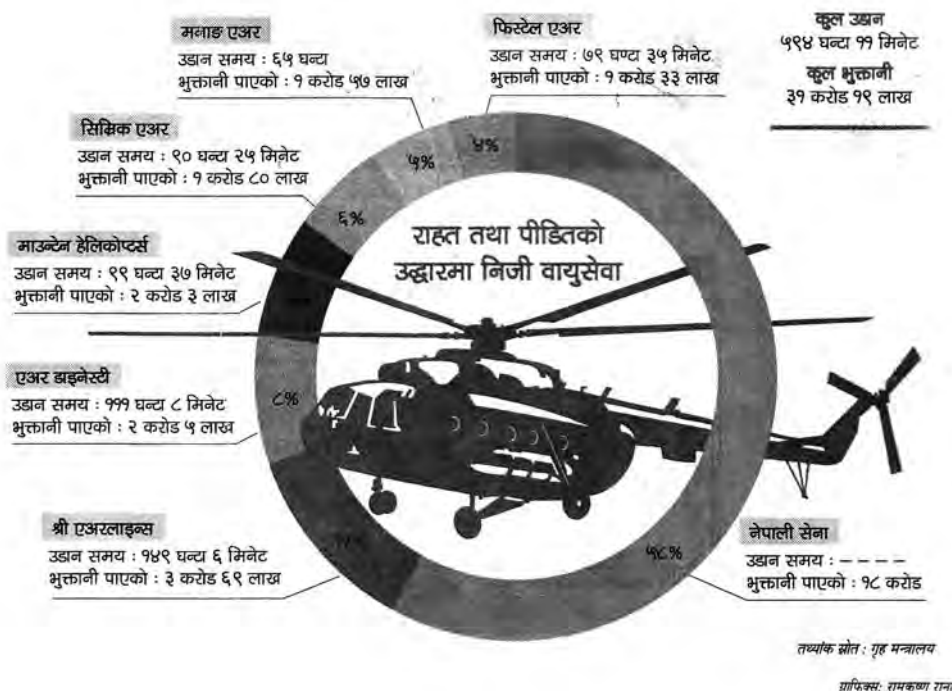 मनाङ एअर
उडान समय : ६५ घन्टा
भुक्तानी पाएको : १ करोड ५७ लाख
फिस्टेल एअर
उडान समय : ७९ घण्टा ३५ मिनेट
भुक्तानी पाएको : १ करोड ३३ लाख
कुल उडान
५९४ घन्टा ११ मिनेट
कुल भुक्तानी
३१ करोड १९ लाख
सिम्रिक एअर
उडान समय : ९० घन्टा २५ मिनेट
भुक्तानी पाएको : १ करोड ८० लाख
५%
४%
६%
राहत तथा पीडितको
उद्धारमा निजी वायुसेवा
माउन्टेन हेलिकोप्टर्स
उडान समय : ९९ घन्टा ३७ मिनेट
भुक्तानी पाएको : २ करोड ३ लाख
एअर डाइनेस्टी
उडान समय : १११ घन्टा ८ मिनेट
भुक्तानी पाएको : २ करोड ५ लाख
८%
श्री एअरलाइन्स
उडान समय : १४९ घन्टा ६ मिनेट
भुक्तानी पाएको : ३ करोड ६९ लाख
५८%
नेपाली सेना
उडान समय : – – – –
भुक्तानी पाएको : १८ करोड
तथ्यांक स्रोत : गृह मन्त्रालय
ग्राफिक्स: रामकृष्ण